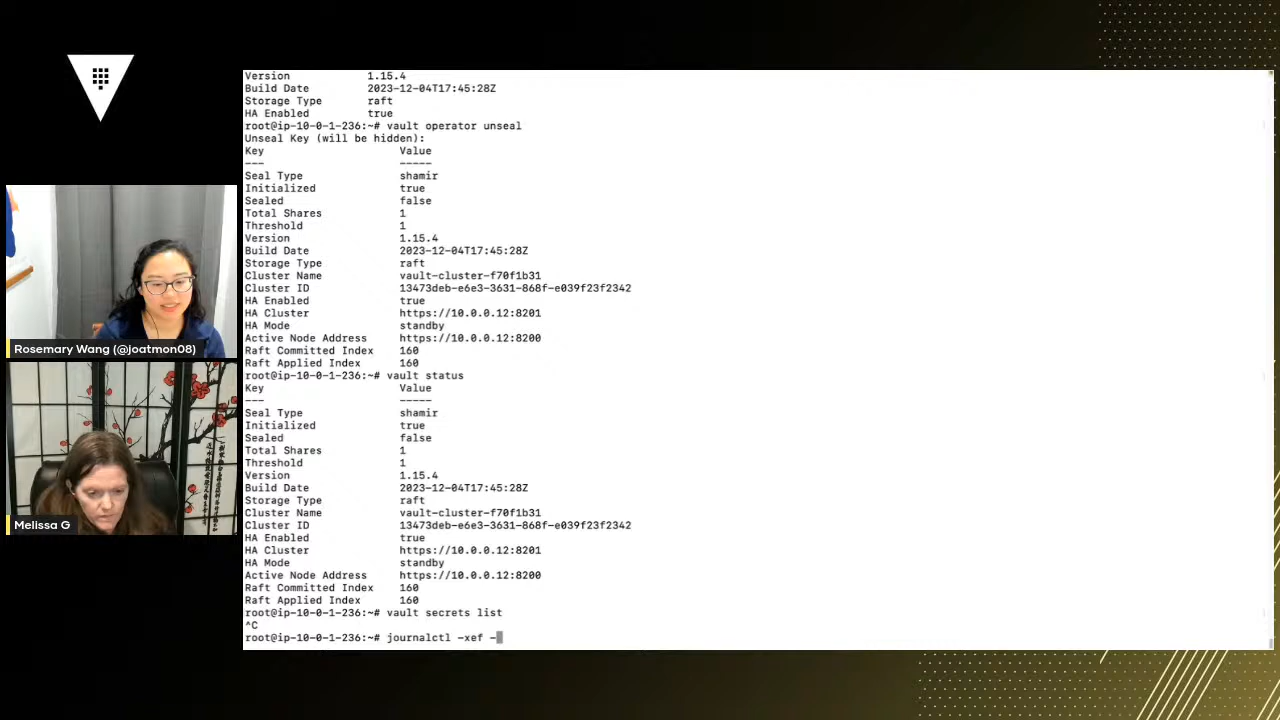 Version 1.15.4
Build Date 2023-12-04T17:45:28Z
Storage Type raft
HA Enabled true
root@ip-10-0-1-236:~# vault operator unseal
Unseal Key (will be hidden):
Key Value
--- -----
Seal Type shamir
Initialized true
Sealed false
Total Shares 1
Threshold 1
Version 1.15.4
Build Date 2023-12-04T17:45:28Z
Storage Type raft
Cluster Name vault-cluster-f70f1b31
Cluster ID 13473deb-e6e3-3631-868f-e039f23f2342
HA Enabled true
HA Cluster https://10.0.0.12:8201
HA Mode standby
Active Node Address https://10.0.0.12:8200
Raft Committed Index 160
Raft Applied Index 160
root@ip-10-0-1-236:~# vault status
Key Value
--- -----
Seal Type shamir
Initialized true
Sealed false
Total Shares 1
Threshold 1
Version 1.15.4
Build Date 2023-12-04T17:45:28Z
Storage Type raft
Cluster Name vault-cluster-f70f1b31
Cluster ID 13473deb-e6e3-3631-868f-e039f23f2342
HA Enabled true
HA Cluster https://10.0.0.12:8201
HA Mode standby
Active Node Address https://10.0.0.12:8200
Raft Committed Index 160
Raft Applied Index 160
root@ip-10-0-1-236:~# vault secrets list
^C
root@ip-10-0-1-236:~# journalctl -xef -
Rosemary Wang (@joatmon08)
Melissa G